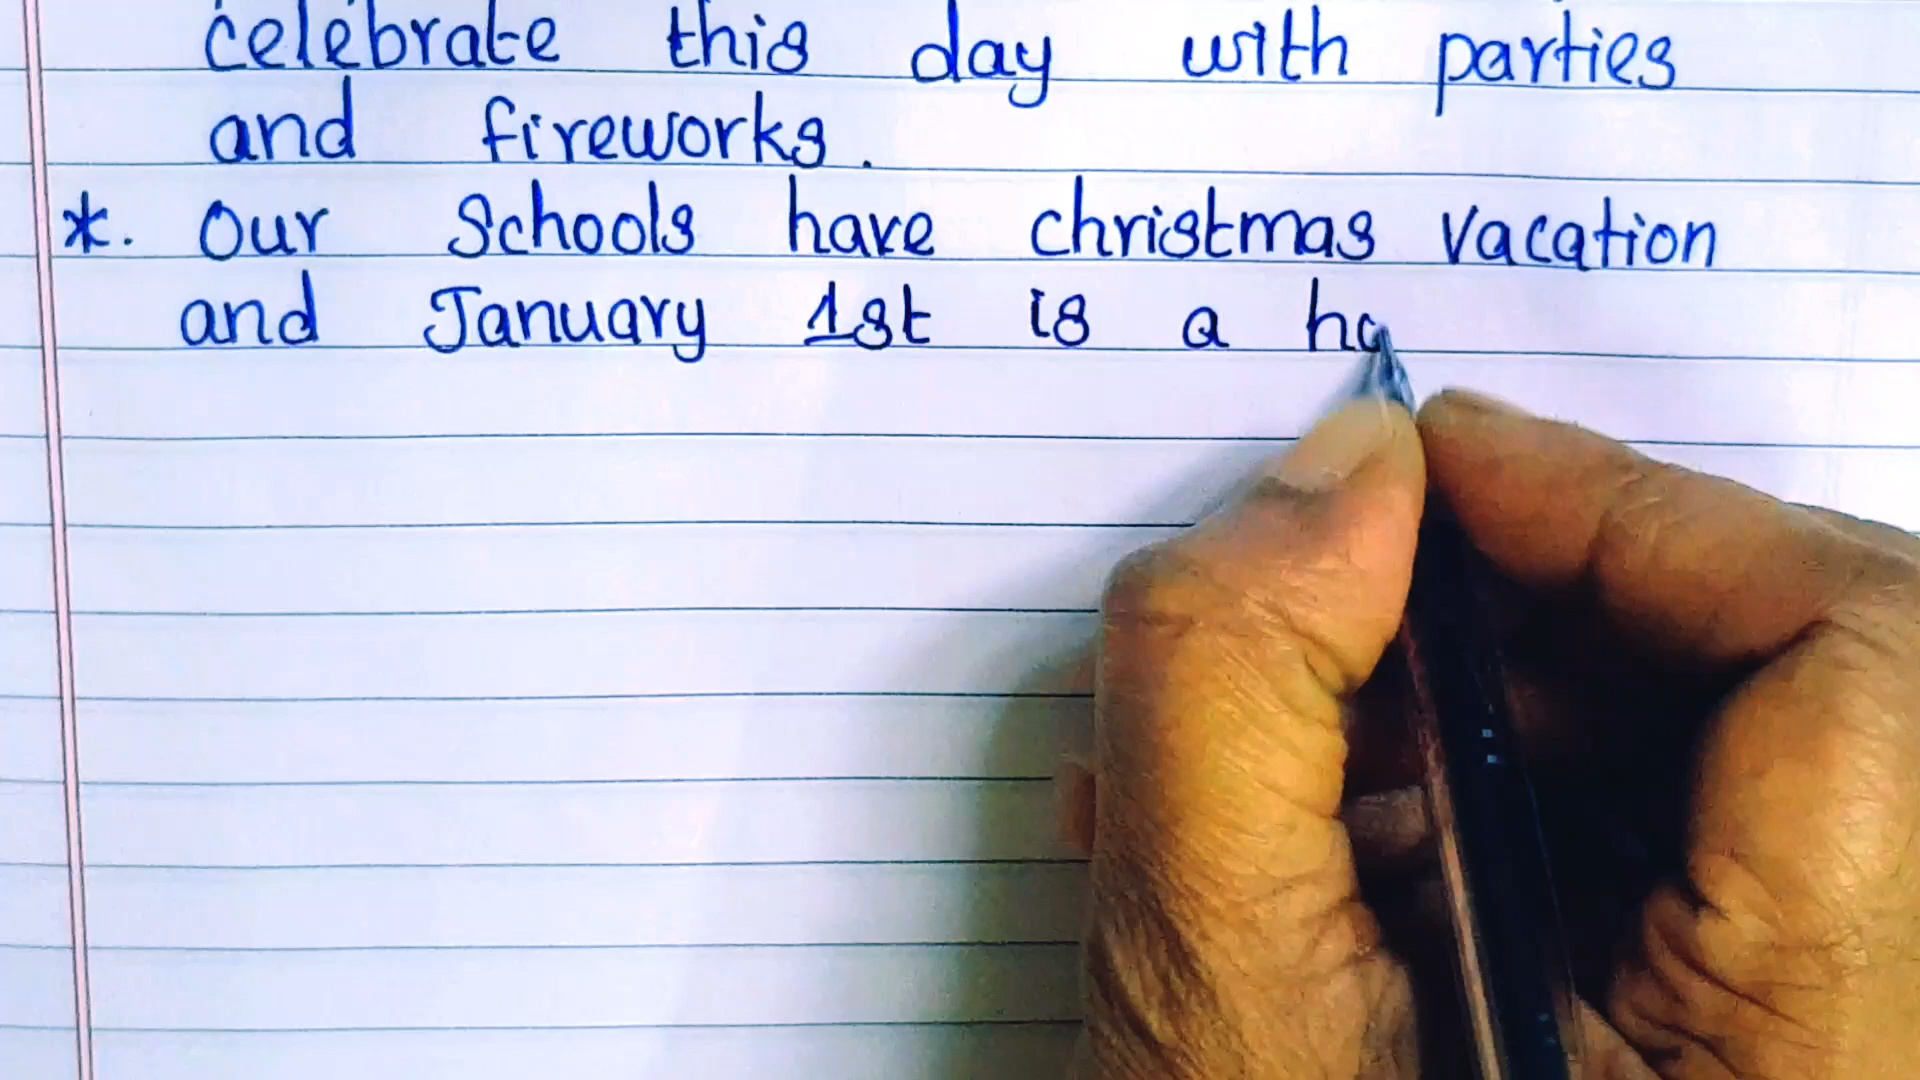 celebrate this day with parties
and fireworks.
*. Our Schools have christmas vacation
and January 1st is a